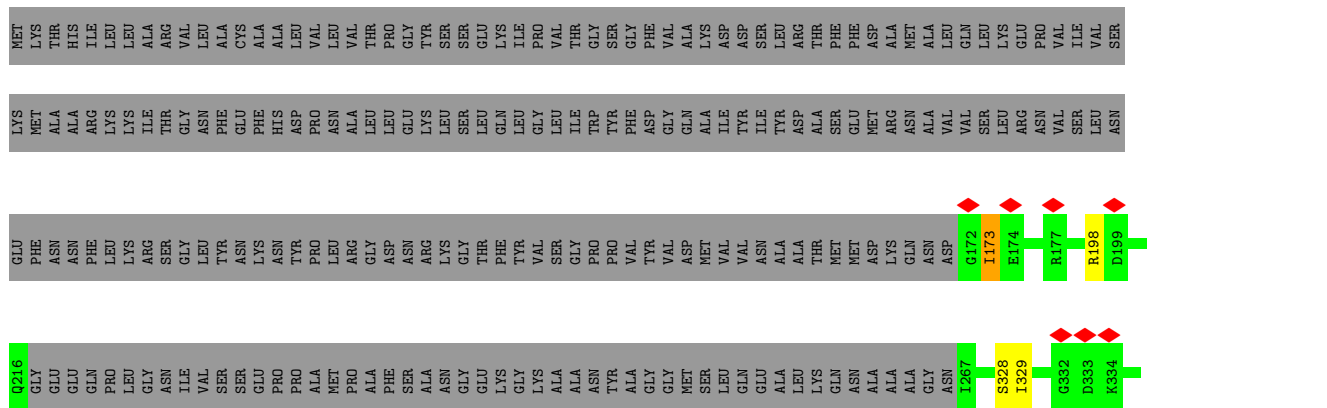 MET LYS THR HIS ILE LEU LEU ALA ARG VAL LEU ALA CYS ALA ALA LEU VAL LEU VAL THR PRO GLY TYR SER SER GLU LYS ILE PRO VAL THR GLY SER GLY PHE VAL ALA LYS ASP ASP SER LEU ARG THR PHE PHE ASP ALA MET ALA LEU GLN LEU LYS GLU PRO VAL ILE VAL SER
LYS MET ALA ALA ARG LYS LYS ILE THR GLY ASN PHE GLU PHE HIS ASP PRO ASN ALA LEU LEU GLU LYS LEU SER LEU GLN LEU GLY LEU ILE TRP TYR PHE ASP GLY GLN ALA ILE TYR ILE TYR ASP ALA SER GLU MET ARG ASN ALA VAL VAL SER LEU ARG ASN VAL SER LEU ASN
GLU PHE ASN ASN PHE LEU LYS ARG SER GLY LEU TYR ASN LYS ASN TYR PRO LEU ARG GLY ASP ASN ARG LYS GLY THR PHE TYR VAL SER GLY PRO PRO VAL TYR VAL ASP MET VAL VAL ASN ALA ALA THR MET MET ASP LYS GLN ASN ASP G172 I173 E174 R177 R198 D199
Q216 GLY GLU GLU GLN PRO LEU GLY ASN ILE VAL SER SER GLU PRO PRO ALA MET PRO ALA PHE SER ALA ASN GLY GLU LYS GLY LYS ALA ALA ASN TYR ALA GLY GLY MET SER LEU GLN GLU ALA LEU LYS GLN ASN ALA ALA ALA GLY ASN I267 S328 I329 G332 D333 K334